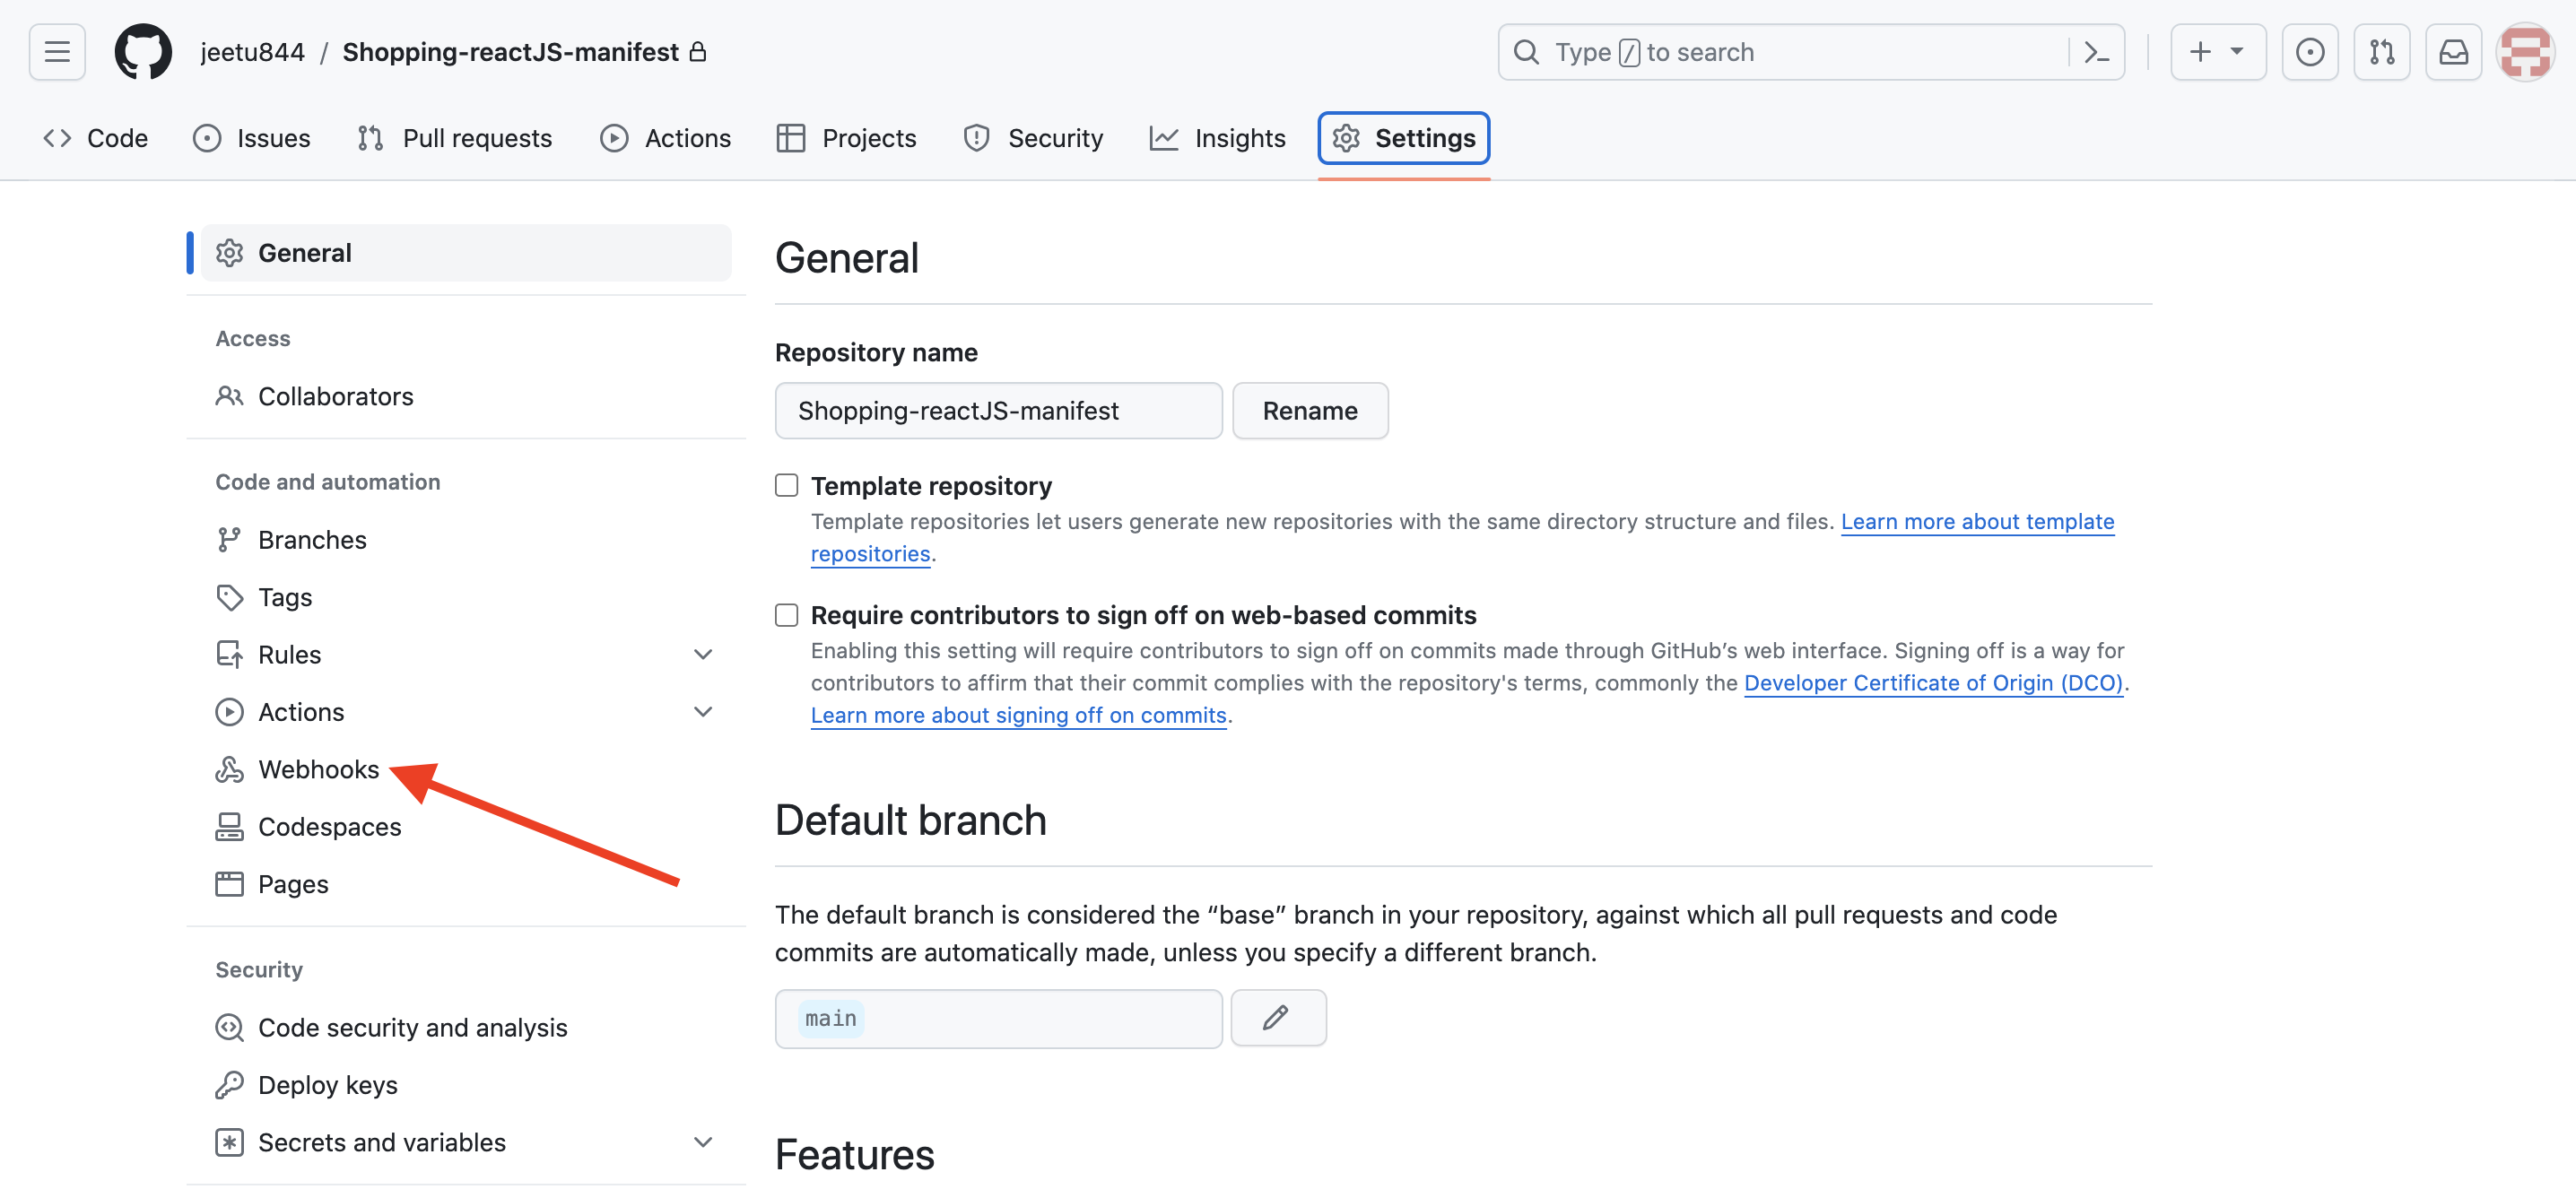 jeetu844 / Shopping-reactJS-manifest
Type / to search
Code
Issues
Pull requests
Actions
Projects
Security
Insights
Settings
General
Access
Collaborators
Code and automation
Branches
Tags
Rules
Actions
Webhooks
Codespaces
Pages
Security
Code security and analysis
Deploy keys
Secrets and variables
General
Repository name
Shopping-reactJS-manifest
Rename
Template repository
Template repositories let users generate new repositories with the same directory structure and files. Learn more about template
repositories.
Require contributors to sign off on web-based commits
Enabling this setting will require contributors to sign off on commits made through GitHub’s web interface. Signing off is a way for
contributors to affirm that their commit complies with the repository's terms, commonly the Developer Certificate of Origin (DCO).
Learn more about signing off on commits.
Default branch
The default branch is considered the “base” branch in your repository, against which all pull requests and code
commits are automatically made, unless you specify a different branch.
main
Features